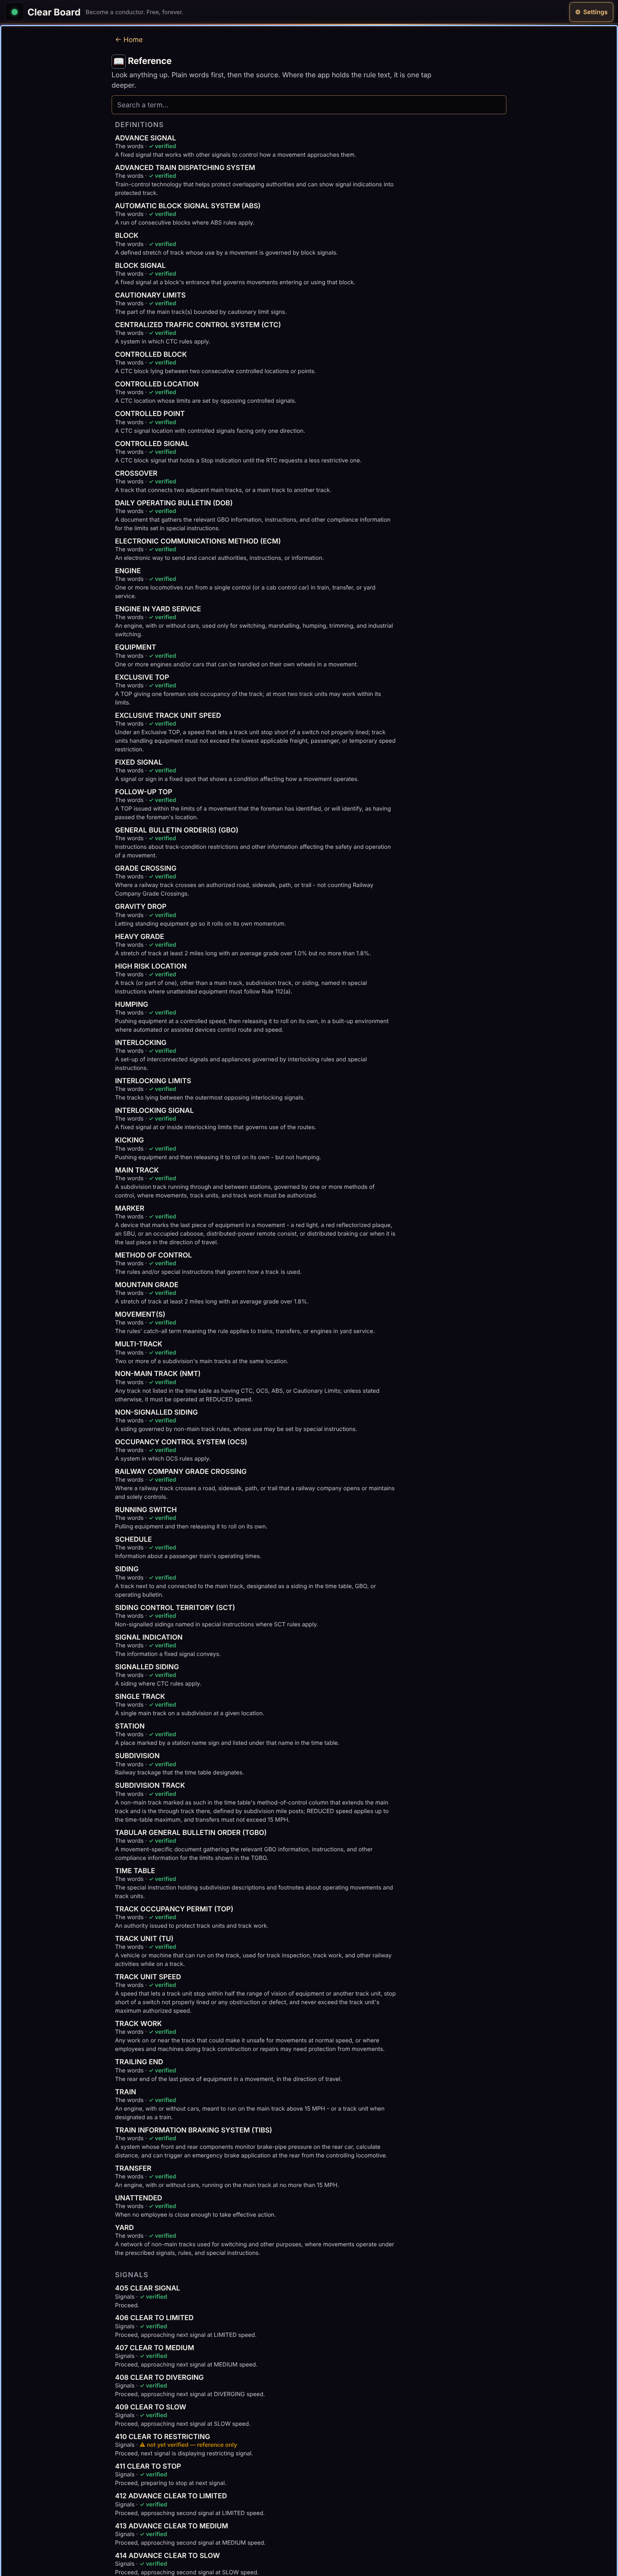 Clear Board
Become a conductor. Free, forever.
⚙ Settings
← Home
📖 Reference
Look anything up. Plain words first, then the source. Where the app holds the rule text, it is one tap
deeper.
Search a term...
DEFINITIONS
ADVANCE SIGNAL
The words · ✓ verified
A fixed signal that works with other signals to control how a movement approaches them.
ADVANCED TRAIN DISPATCHING SYSTEM
The words · ✓ verified
Train-control technology that helps protect overlapping authorities and can show signal indications into
protected track.
AUTOMATIC BLOCK SIGNAL SYSTEM (ABS)
The words · ✓ verified
A run of consecutive blocks where ABS rules apply.
BLOCK
The words · ✓ verified
A defined stretch of track whose use by a movement is governed by block signals.
BLOCK SIGNAL
The words · ✓ verified
A fixed signal at a block's entrance that governs movements entering or using that block.
CAUTIONARY LIMITS
The words · ✓ verified
The part of the main track(s) bounded by cautionary limit signs.
CENTRALIZED TRAFFIC CONTROL SYSTEM (CTC)
The words · ✓ verified
A system in which CTC rules apply.
CONTROLLED BLOCK
The words · ✓ verified
A CTC block lying between two consecutive controlled locations or points.
CONTROLLED LOCATION
The words · ✓ verified
A CTC location whose limits are set by opposing controlled signals.
CONTROLLED POINT
The words · ✓ verified
A CTC signal location with controlled signals facing only one direction.
CONTROLLED SIGNAL
The words · ✓ verified
A CTC block signal that holds a Stop indication until the RTC requests a less restrictive one.
CROSSOVER
The words · ✓ verified
A track that connects two adjacent main tracks, or a main track to another track.
DAILY OPERATING BULLETIN (DOB)
The words · ✓ verified
A document that gathers the relevant GBO information, instructions, and other compliance information
for the limits set in special instructions.
ELECTRONIC COMMUNICATIONS METHOD (ECM)
The words · ✓ verified
An electronic way to send and cancel authorities, instructions, or information.
ENGINE
The words · ✓ verified
One or more locomotives run from a single control (or a cab control car) in train, transfer, or yard
service.
ENGINE IN YARD SERVICE
The words · ✓ verified
An engine, with or without cars, used only for switching, marshalling, humping, trimming, and industrial
switching.
EQUIPMENT
The words · ✓ verified
One or more engines and/or cars that can be handled on their own wheels in a movement.
EXCLUSIVE TOP
The words · ✓ verified
A TOP giving one foreman sole occupancy of the track; at most two track units may work within its
limits.
EXCLUSIVE TRACK UNIT SPEED
The words · ✓ verified
Under an Exclusive TOP, a speed that lets a track unit stop short of a switch not properly lined; track
units handling equipment must not exceed the lowest applicable freight, passenger, or temporary speed
restriction.
FIXED SIGNAL
The words · ✓ verified
A signal or sign in a fixed spot that shows a condition affecting how a movement operates.
FOLLOW-UP TOP
The words · ✓ verified
A TOP issued within the limits of a movement that the foreman has identified, or will identify, as having
passed the foreman's location.
GENERAL BULLETIN ORDER(S) (GBO)
The words · ✓ verified
Instructions about track-condition restrictions and other information affecting the safety and operation
of a movement.
GRADE CROSSING
The words · ✓ verified
Where a railway track crosses an authorized road, sidewalk, path, or trail - not counting Railway
Company Grade Crossings.
GRAVITY DROP
The words · ✓ verified
Letting standing equipment go so it rolls on its own momentum.
HEAVY GRADE
The words · ✓ verified
A stretch of track at least 2 miles long with an average grade over 1.0% but no more than 1.8%.
HIGH RISK LOCATION
The words · ✓ verified
A track (or part of one), other than a main track, subdivision track, or siding, named in special
instructions where unattended equipment must follow Rule 112(a).
HUMPING
The words · ✓ verified
Pushing equipment at a controlled speed, then releasing it to roll on its own, in a built-up environment
where automated or assisted devices control route and speed.
INTERLOCKING
The words · ✓ verified
A set-up of interconnected signals and appliances governed by interlocking rules and special
instructions.
INTERLOCKING LIMITS
The words · ✓ verified
The tracks lying between the outermost opposing interlocking signals.
INTERLOCKING SIGNAL
The words · ✓ verified
A fixed signal at or inside interlocking limits that governs use of the routes.
KICKING
The words · ✓ verified
Pushing equipment and then releasing it to roll on its own - but not humping.
MAIN TRACK
The words · ✓ verified
A subdivision track running through and between stations, governed by one or more methods of
control, where movements, track units, and track work must be authorized.
MARKER
The words · ✓ verified
A device that marks the last piece of equipment in a movement - a red light, a red reflectorized plaque,
an SBU, or an occupied caboose, distributed-power remote consist, or distributed braking car when it is
the last piece in the direction of travel.
METHOD OF CONTROL
The words · ✓ verified
The rules and/or special instructions that govern how a track is used.
MOUNTAIN GRADE
The words · ✓ verified
A stretch of track at least 2 miles long with an average grade over 1.8%.
MOVEMENT(S)
The words · ✓ verified
The rules' catch-all term meaning the rule applies to trains, transfers, or engines in yard service.
MULTI-TRACK
The words · ✓ verified
Two or more of a subdivision's main tracks at the same location.
NON-MAIN TRACK (NMT)
The words · ✓ verified
Any track not listed in the time table as having CTC, OCS, ABS, or Cautionary Limits; unless stated
otherwise, it must be operated at REDUCED speed.
NON-SIGNALLED SIDING
The words · ✓ verified
A siding governed by non-main track rules, whose use may be set by special instructions.
OCCUPANCY CONTROL SYSTEM (OCS)
The words · ✓ verified
A system in which OCS rules apply.
RAILWAY COMPANY GRADE CROSSING
The words · ✓ verified
Where a railway track crosses a road, sidewalk, path, or trail that a railway company opens or maintains
and solely controls.
RUNNING SWITCH
The words · ✓ verified
Pulling equipment and then releasing it to roll on its own.
SCHEDULE
The words · ✓ verified
Information about a passenger train's operating times.
SIDING
The words · ✓ verified
A track next to and connected to the main track, designated as a siding in the time table, GBO, or
operating bulletin.
SIDING CONTROL TERRITORY (SCT)
The words · ✓ verified
Non-signalled sidings named in special instructions where SCT rules apply.
SIGNAL INDICATION
The words · ✓ verified
The information a fixed signal conveys.
SIGNALLED SIDING
The words · ✓ verified
A siding where CTC rules apply.
SINGLE TRACK
The words · ✓ verified
A single main track on a subdivision at a given location.
STATION
The words · ✓ verified
A place marked by a station name sign and listed under that name in the time table.
SUBDIVISION
The words · ✓ verified
Railway trackage that the time table designates.
SUBDIVISION TRACK
The words · ✓ verified
A non-main track marked as such in the time table's method-of-control column that extends the main
track and is the through track there, defined by subdivision mile posts; REDUCED speed applies up to
the time-table maximum, and transfers must not exceed 15 MPH.
TABULAR GENERAL BULLETIN ORDER (TGBO)
The words · ✓ verified
A movement-specific document gathering the relevant GBO information, instructions, and other
compliance information for the limits shown in the TGBO.
TIME TABLE
The words · ✓ verified
The special instruction holding subdivision descriptions and footnotes about operating movements and
track units.
TRACK OCCUPANCY PERMIT (TOP)
The words · ✓ verified
An authority issued to protect track units and track work.
TRACK UNIT (TU)
The words · ✓ verified
A vehicle or machine that can run on the track, used for track inspection, track work, and other railway
activities while on a track.
TRACK UNIT SPEED
The words · ✓ verified
A speed that lets a track unit stop within half the range of vision of equipment or another track unit, stop
short of a switch not properly lined or any obstruction or defect, and never exceed the track unit's
maximum authorized speed.
TRACK WORK
The words · ✓ verified
Any work on or near the track that could make it unsafe for movements at normal speed, or where
employees and machines doing track construction or repairs may need protection from movements.
TRAILING END
The words · ✓ verified
The rear end of the last piece of equipment in a movement, in the direction of travel.
TRAIN
The words · ✓ verified
An engine, with or without cars, meant to run on the main track above 15 MPH - or a track unit when
designated as a train.
TRAIN INFORMATION BRAKING SYSTEM (TIBS)
The words · ✓ verified
A system whose front and rear components monitor brake-pipe pressure on the rear car, calculate
distance, and can trigger an emergency brake application at the rear from the controlling locomotive.
TRANSFER
The words · ✓ verified
An engine, with or without cars, running on the main track at no more than 15 MPH.
UNATTENDED
The words · ✓ verified
When no employee is close enough to take effective action.
YARD
The words · ✓ verified
A network of non-main tracks used for switching and other purposes, where movements operate under
the prescribed signals, rules, and special instructions.
SIGNALS
405 CLEAR SIGNAL
Signals · ✓ verified
Proceed.
406 CLEAR TO LIMITED
Signals · ✓ verified
Proceed, approaching next signal at LIMITED speed.
407 CLEAR TO MEDIUM
Signals · ✓ verified
Proceed, approaching next signal at MEDIUM speed.
408 CLEAR TO DIVERGING
Signals · ✓ verified
Proceed, approaching next signal at DIVERGING speed.
409 CLEAR TO SLOW
Signals · ✓ verified
Proceed, approaching next signal at SLOW speed.
410 CLEAR TO RESTRICTING
Signals · ⚠ not yet verified — reference only
Proceed, next signal is displaying restricting signal.
411 CLEAR TO STOP
Signals · ✓ verified
Proceed, preparing to stop at next signal.
412 ADVANCE CLEAR TO LIMITED
Signals · ✓ verified
Proceed, approaching second signal at LIMITED speed.
413 ADVANCE CLEAR TO MEDIUM
Signals · ✓ verified
Proceed, approaching second signal at MEDIUM speed.
414 ADVANCE CLEAR TO SLOW
Signals · ✓ verified
Proceed, approaching second signal at SLOW speed.